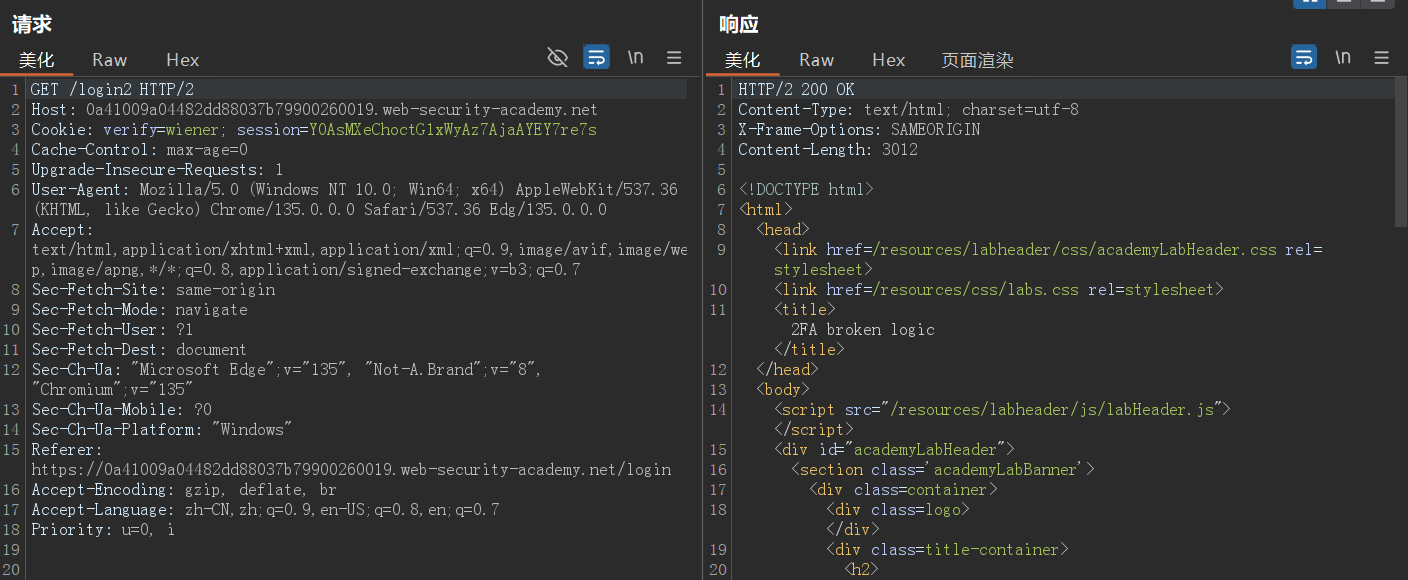 请求
美化 Raw Hex \n
1 GET /login2 HTTP/2
2 Host: 0a41009a04482dd88037b79900260019.web-security-academy.net
3 Cookie: verify=wiener; session=YOAsMXeChoctG1xWyAz7AjaAYEY7re7s
4 Cache-Control: max-age=0
5 Upgrade-Insecure-Requests: 1
6 User-Agent: Mozilla/5.0 (Windows NT 10.0; Win64; x64) AppleWebKit/537.36
(KHTML, like Gecko) Chrome/135.0.0.0 Safari/537.36 Edg/135.0.0.0
7 Accept:
text/html,application/xhtml+xml,application/xml;q=0.9,image/avif,image/we
p,image/apng,*/*;q=0.8,application/signed-exchange;v=b3;q=0.7
8 Sec-Fetch-Site: same-origin
9 Sec-Fetch-Mode: navigate
10 Sec-Fetch-User: ?1
11 Sec-Fetch-Dest: document
12 Sec-Ch-Ua: "Microsoft Edge";v="135", "Not-A.Brand";v="8",
"Chromium";v="135"
13 Sec-Ch-Ua-Mobile: ?0
14 Sec-Ch-Ua-Platform: "Windows"
15 Referer:
https://0a41009a04482dd88037b79900260019.web-security-academy.net/login
16 Accept-Encoding: gzip, deflate, br
17 Accept-Language: zh-CN,zh;q=0.9,en-US;q=0.8,en;q=0.7
18 Priority: u=0, i
19
20
响应
美化 Raw Hex 页面渲染 \n
1 HTTP/2 200 OK
2 Content-Type: text/html; charset=utf-8
3 X-Frame-Options: SAMEORIGIN
4 Content-Length: 3012
5
6 <!DOCTYPE html>
7 <html>
8 <head>
9 <link href=/resources/labheader/css/academyLabHeader.css rel=
stylesheet>
10 <link href=/resources/css/labs.css rel=stylesheet>
11 <title>
2FA broken logic
</title>
12 </head>
13 <body>
14 <script src="/resources/labheader/js/labHeader.js">
</script>
15 <div id="academyLabHeader">
16 <section class='academyLabBanner'>
17 <div class=container>
18 <div class=logo>
</div>
19 <div class=title-container>
20 <h2>